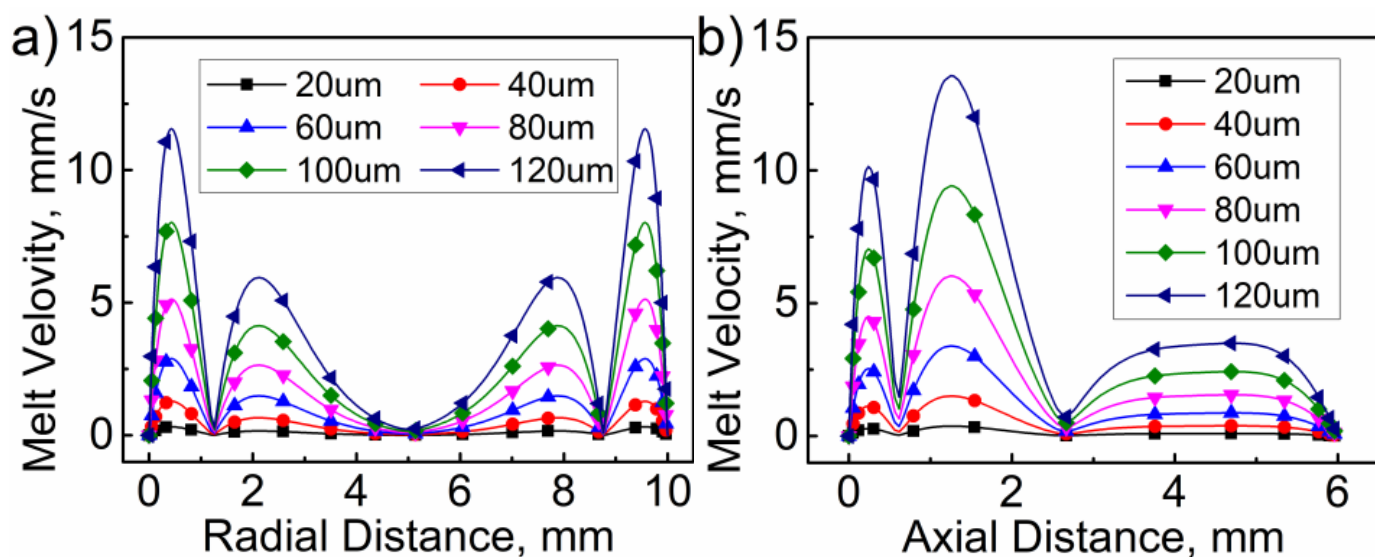 a)
15
10
5
0
Melt Velovity, mm/s
20um 40um
60um 80um
100um 120um
0 2 4 6 8 10
Radial Distance, mm
b)
15
10
5
0
Melt Velocity, mm/s
20um
40um
60um
80um
100um
120um
0 2 4 6
Axial Distance, mm